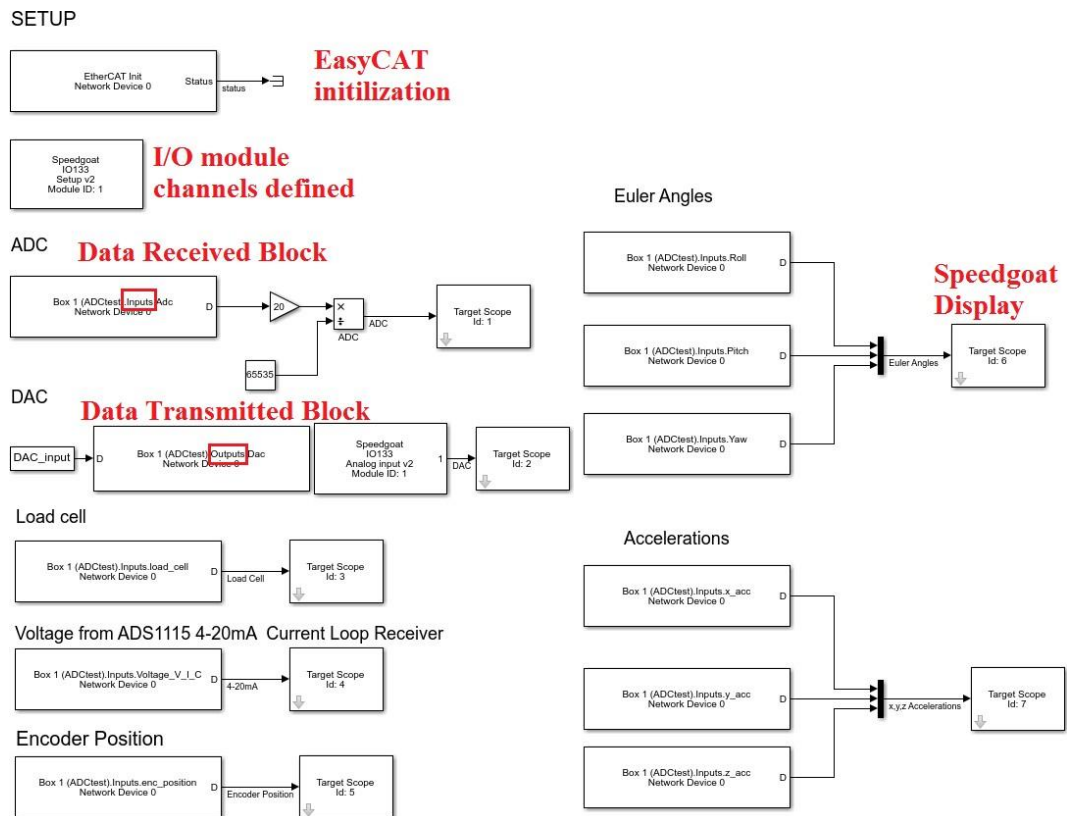 SETUP
EtherCAT Init
Network Device 0
Status
status
EasyCAT
initilization
Speedgoat
IO133
Setup v2
Module ID: 1
I/O module
channels defined
ADC
Data Received Block
Box 1 (ADCtest).Inputs.Adc
Network Device 0
D
20
×
÷
ADC
ADC
65535
Target Scope
Id: 1
DAC
Data Transmitted Block
DAC_input
D
Box 1 (ADCtest).Outputs.Dac
Network Device 0
Speedgoat
IO133
Analog input v2
Module ID: 1
1
DAC
Target Scope
Id: 2
Load cell
Box 1 (ADCtest).Inputs.load_cell
Network Device 0
D
Load Cell
Target Scope
Id: 3
Voltage from ADS1115 4-20mA Current Loop Receiver
Box 1 (ADCtest).Inputs.Voltage_V_I_C
Network Device 0
D
4-20mA
Target Scope
Id: 4
Encoder Position
Box 1 (ADCtest).Inputs.enc_position
Network Device 0
D
Encoder Position
Target Scope
Id: 5
Euler Angles
Box 1 (ADCtest).Inputs.Roll
Network Device 0
D
Box 1 (ADCtest).Inputs.Pitch
Network Device 0
D
Box 1 (ADCtest).Inputs.Yaw
Network Device 0
D
Euler Angles
Speedgoat
Display
Target Scope
Id: 6
Accelerations
Box 1 (ADCtest).Inputs.x_acc
Network Device 0
D
Box 1 (ADCtest).Inputs.y_acc
Network Device 0
D
Box 1 (ADCtest).Inputs.z_acc
Network Device 0
D
x,y,z Accelerations
Target Scope
Id: 7